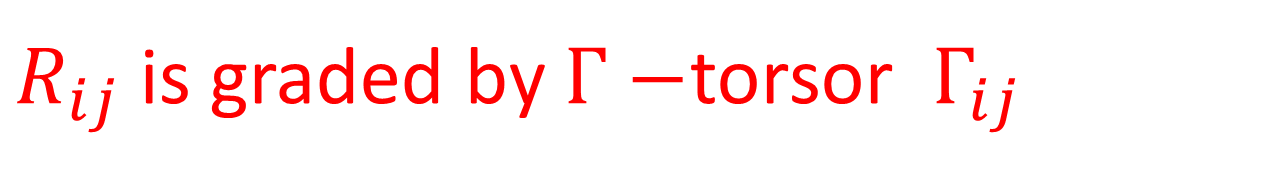 R_{ij} is graded by Γ −torsor Γ_{ij}